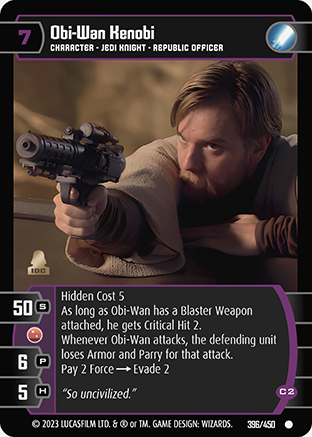 7
Obi-Wan Kenobi
CHARACTER - JEDI KNIGHT - REPUBLIC OFFICER
IDC
Hidden Cost 5
50 S
As long as Obi-Wan has a Blaster Weapon
attached, he gets Critical Hit 2.
Whenever Obi-Wan attacks, the defending unit
loses Armor and Parry for that attack.
6 P
Pay 2 Force → Evade 2
5 H
“So uncivilized.”
C 2
© 2023 LUCASFILM LTD. & ® OR TM. GAME DESIGN: WIZARDS.
396/450